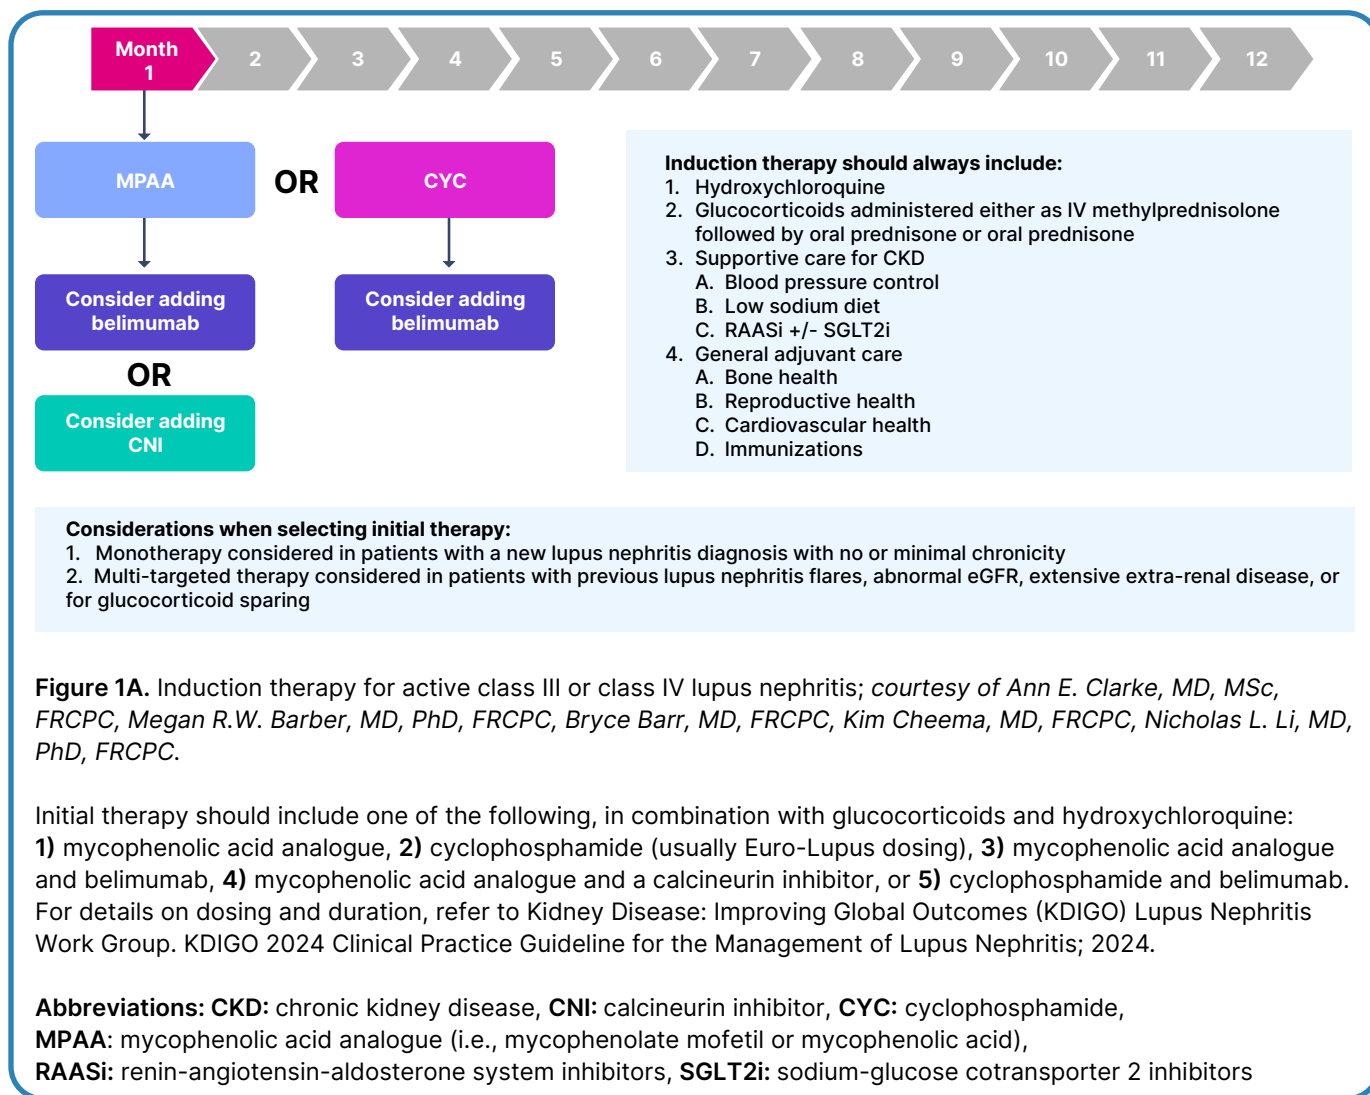 Month
1
2
3
4
5
6
7
8
9
10
11
12
MPAA
OR
CYC
Consider adding
belimumab
Consider adding
belimumab
OR
Consider adding
CNI
Induction therapy should always include:
1. Hydroxychloroquine
2. Glucocorticoids administered either as IV methylprednisolone
followed by oral prednisone or oral prednisone
3. Supportive care for CKD
A. Blood pressure control
B. Low sodium diet
C. RAASi +/- SGLT2i
4. General adjuvant care
A. Bone health
B. Reproductive health
C. Cardiovascular health
D. Immunizations
Considerations when selecting initial therapy:
1. Monotherapy considered in patients with a new lupus nephritis diagnosis with no or minimal chronicity
2. Multi-targeted therapy considered in patients with previous lupus nephritis flares, abnormal eGFR, extensive extra-renal disease, or
for glucocorticoid sparing
Figure 1A. Induction therapy for active class III or class IV lupus nephritis; courtesy of Ann E. Clarke, MD, MSc,
FRCPC, Megan R.W. Barber, MD, PhD, FRCPC, Bryce Barr, MD, FRCPC, Kim Cheema, MD, FRCPC, Nicholas L. Li, MD,
PhD, FRCPC.
Initial therapy should include one of the following, in combination with glucocorticoids and hydroxychloroquine:
1) mycophenolic acid analogue, 2) cyclophosphamide (usually Euro-Lupus dosing), 3) mycophenolic acid analogue
and belimumab, 4) mycophenolic acid analogue and a calcineurin inhibitor, or 5) cyclophosphamide and belimumab.
For details on dosing and duration, refer to Kidney Disease: Improving Global Outcomes (KDIGO) Lupus Nephritis
Work Group. KDIGO 2024 Clinical Practice Guideline for the Management of Lupus Nephritis; 2024.
Abbreviations: CKD: chronic kidney disease, CNI: calcineurin inhibitor, CYC: cyclophosphamide,
MPAA: mycophenolic acid analogue (i.e., mycophenolate mofetil or mycophenolic acid),
RAASi: renin-angiotensin-aldosterone system inhibitors, SGLT2i: sodium-glucose cotransporter 2 inhibitors